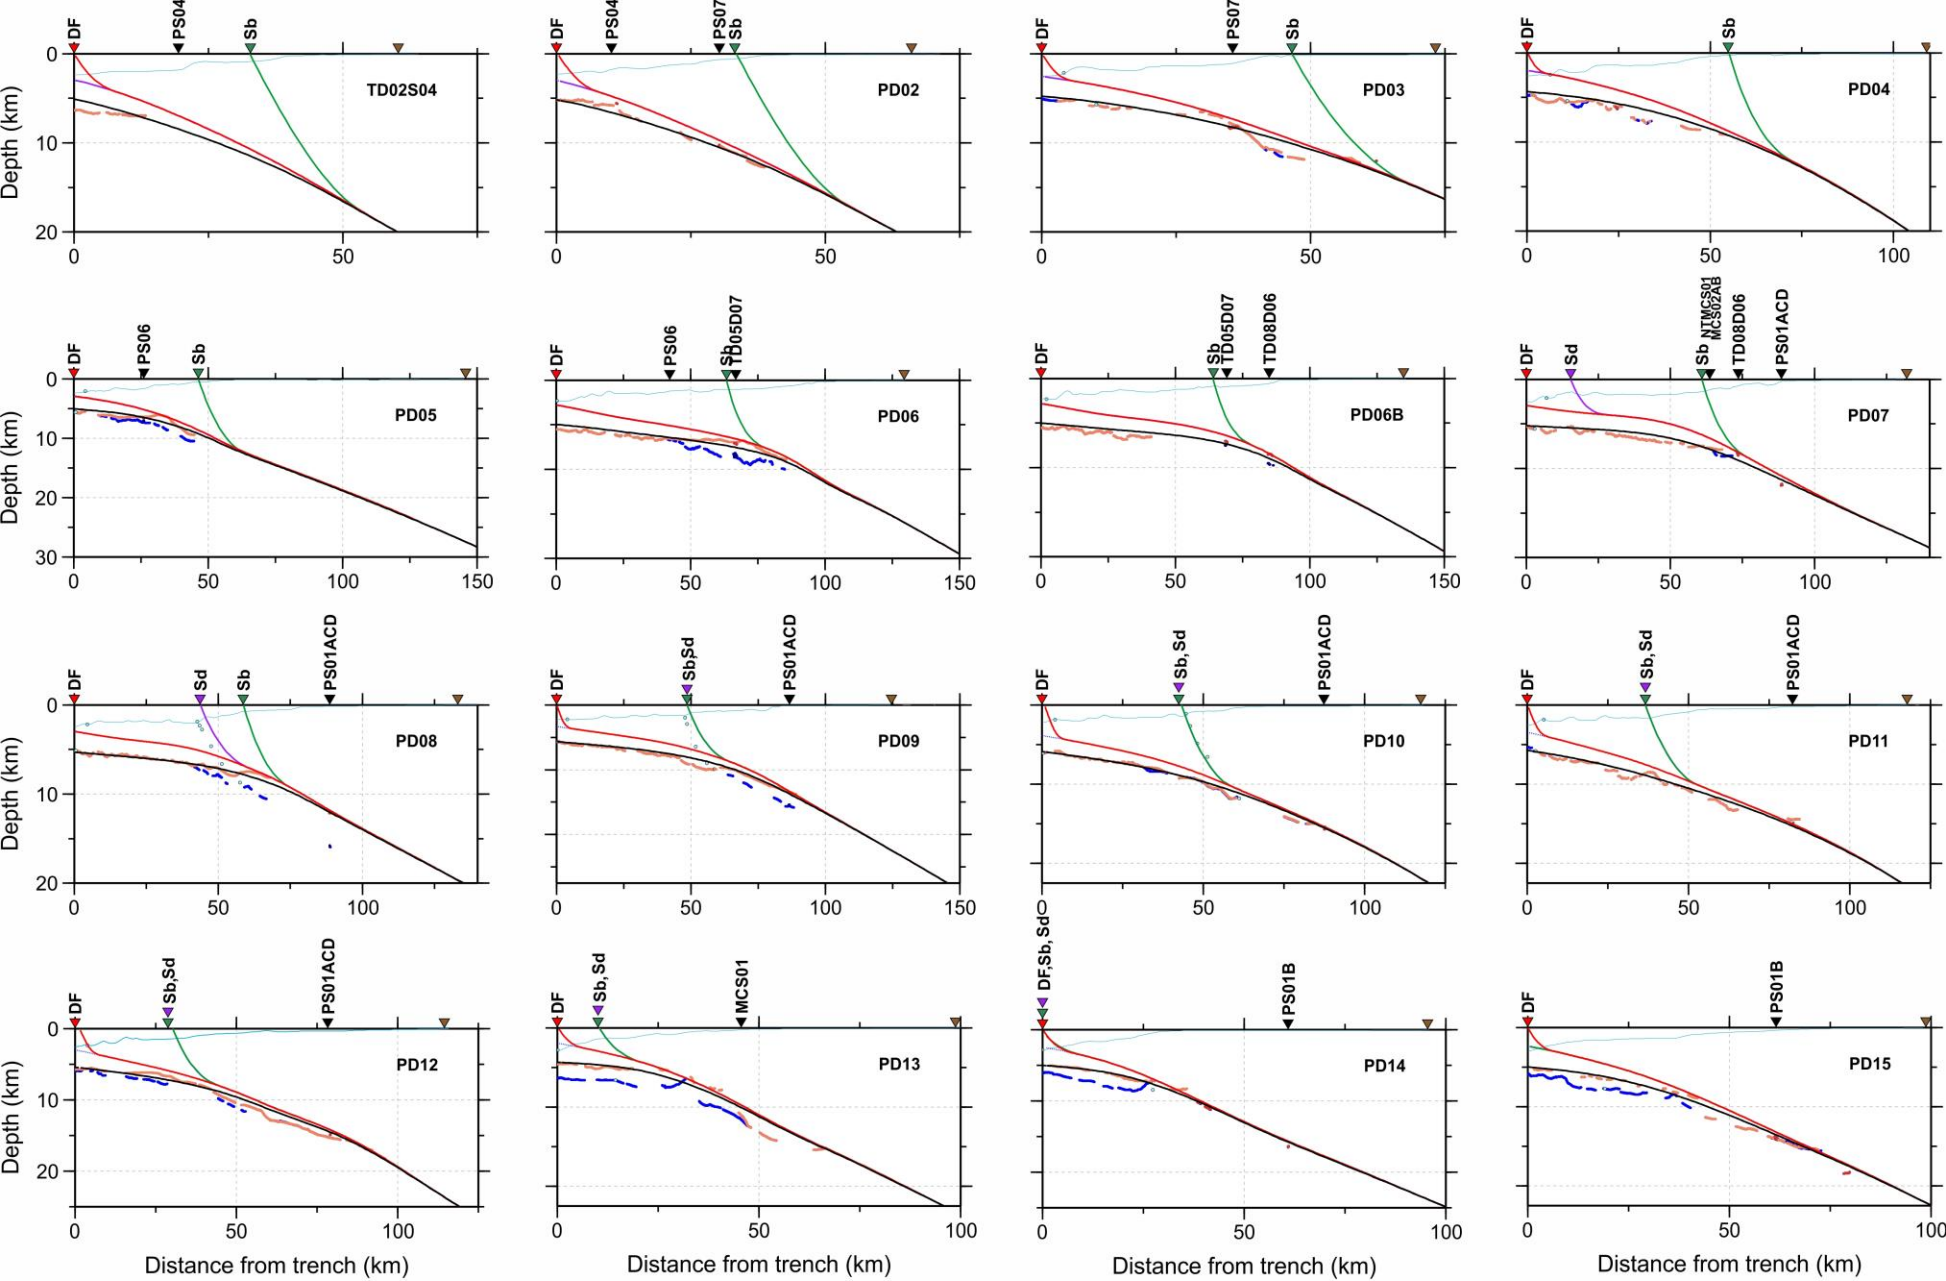 DF PS04 Sb
DF PS04 PS07 Sb
DF PS07 Sb
DF Sb
TD02S04
PD02
PD03
PD04
Depth (km)
0
10
20
0 50
0 50
0 50
0 50 100
DF PS06 Sb
DF PS06 Sb TD05D07
DF Sb TD05D07 TD08D06
DF Sd Sb NTMCS01 MCS02AB TD08D06 PS01ACD
PD05
PD06
PD06B
PD07
Depth (km)
0
10
20
30
0 50 100 150
0 50 100 150
0 50 100 150
0 50 100
DF Sd Sb PS01ACD
DF Sb,Sd PS01ACD
DF Sb, Sd PS01ACD
DF Sb, Sd PS01ACD
PD08
PD09
PD10
PD11
Depth (km)
0
10
20
0 50 100
0 50 100 150
0 50 100
0 50 100
DF Sb,Sd PS01ACD
DF Sb, Sd MCS01
DF,Sb, Sd PS01B
DF PS01B
PD12
PD13
PD14
PD15
Depth (km)
0
10
20
0 50 100
0 50 100
0 50 100
0 50 100
Distance from trench (km)
Distance from trench (km)
Distance from trench (km)
Distance from trench (km)